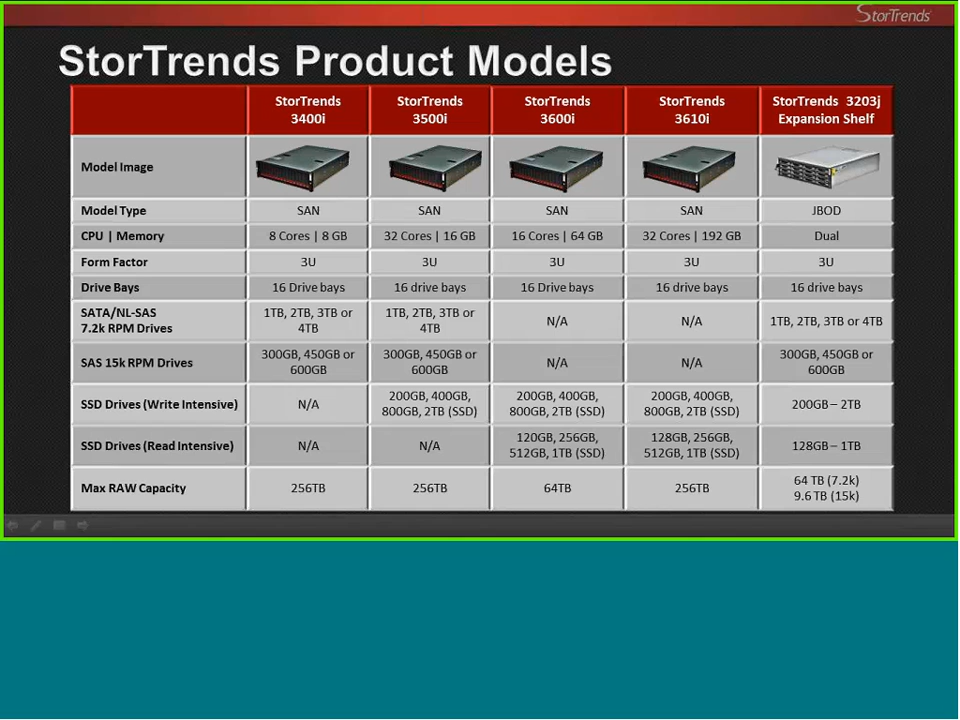 StorTrends
StorTrends Product Models
StorTrends 3400i
StorTrends 3500i
StorTrends 3600i
StorTrends 3610i
StorTrends 3203j Expansion Shelf
Model Image
Model Type SAN SAN SAN SAN JBOD
CPU | Memory 8 Cores | 8 GB 32 Cores | 16 GB 16 Cores | 64 GB 32 Cores | 192 GB Dual
Form Factor 3U 3U 3U 3U 3U
Drive Bays 16 Drive bays 16 drive bays 16 Drive bays 16 drive bays 16 drive bays
SATA/NL-SAS 7.2k RPM Drives 1TB, 2TB, 3TB or 4TB 1TB, 2TB, 3TB or 4TB N/A N/A 1TB, 2TB, 3TB or 4TB
SAS 15k RPM Drives 300GB, 450GB or 600GB 300GB, 450GB or 600GB N/A N/A 300GB, 450GB or 600GB
SSD Drives (Write Intensive) N/A 200GB, 400GB, 800GB, 2TB (SSD) 200GB, 400GB, 800GB, 2TB (SSD) 200GB, 400GB, 800GB, 2TB (SSD) 200GB – 2TB
SSD Drives (Read Intensive) N/A N/A 120GB, 256GB, 512GB, 1TB (SSD) 128GB, 256GB, 512GB, 1TB (SSD) 128GB – 1TB
Max RAW Capacity 256TB 256TB 64TB 256TB 64 TB (7.2k) 9.6 TB (15k)